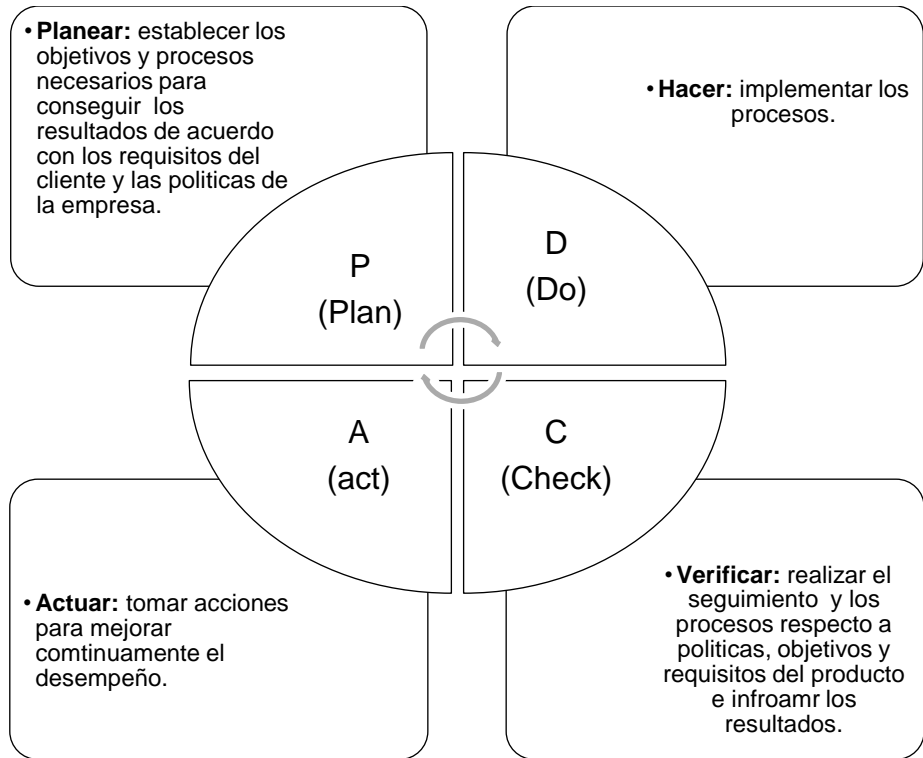 • Planear: establecer los
objetivos y procesos
necesarios para
conseguir los
resultados de acuerdo
con los requisitos del
cliente y las politicas de
la empresa.
• Hacer: implementar los
procesos.
P
(Plan)
D
(Do)
A
(act)
C
(Check)
• Actuar: tomar acciones
para mejorar
comtinuamente el
desempeño.
• Verificar: realizar el
seguimiento y los
procesos respecto a
politicas, objetivos y
requisitos del producto
e infroamr los
resultados.